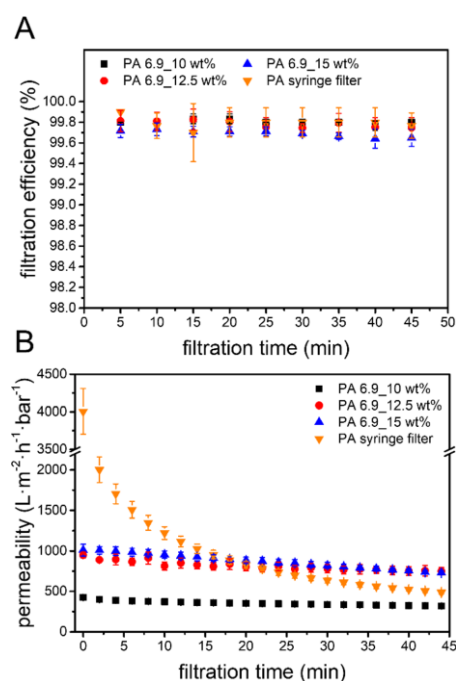 A
PA 6.9_10 wt% PA 6.9_15 wt%
PA 6.9_12.5 wt% PA syringe filter
filtration efficiency (%)
100.0
99.8
99.6
99.4
99.2
99.0
98.8
98.6
98.4
98.2
98.0
0 5 10 15 20 25 30 35 40 45 50
filtration time (min)
B
PA 6.9_10 wt%
PA 6.9_12.5 wt%
PA 6.9_15 wt%
PA syringe filter
permeability (L·m⁻²·h⁻¹·bar⁻¹)
4500
4000
3500
2000
1500
1000
500
0
0 5 10 15 20 25 30 35 40 45
filtration time (min)